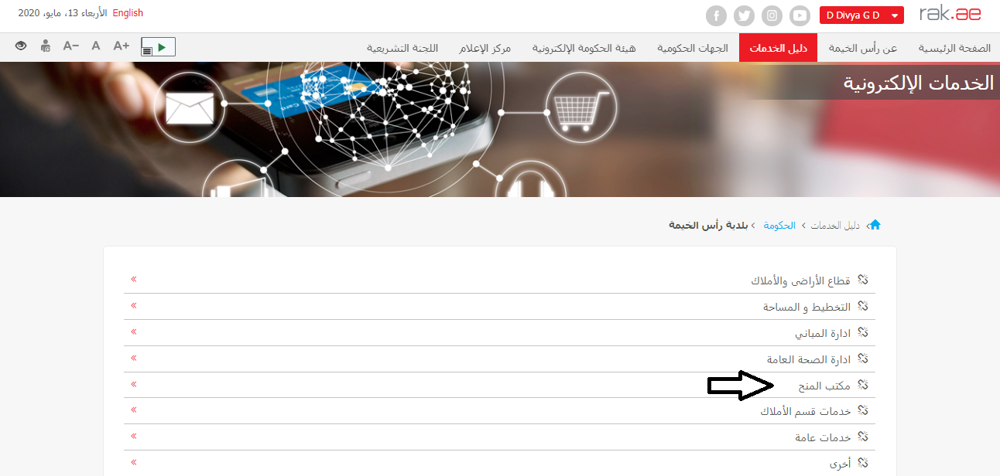 الأربعاء 13، مايو، 2020 English
D Divya G D
rak.ae
الصفحة الرئيسية عن رأس الخيمة دليل الخدمات الجهات الحكومية هيئة الحكومة الإلكترونية مركز الإعلام اللجنة التشريعية
A+ A A−
الخدمات الإلكترونية
دليل الخدمات › الحكومة › بلدية رأس الخيمة
قطاع الأراضى والأملاك
التخطيط و المساحة
ادارة المباني
ادارة الصحة العامة
مكتب المنح
خدمات قسم الأملاك
خدمات عامة
أخرى